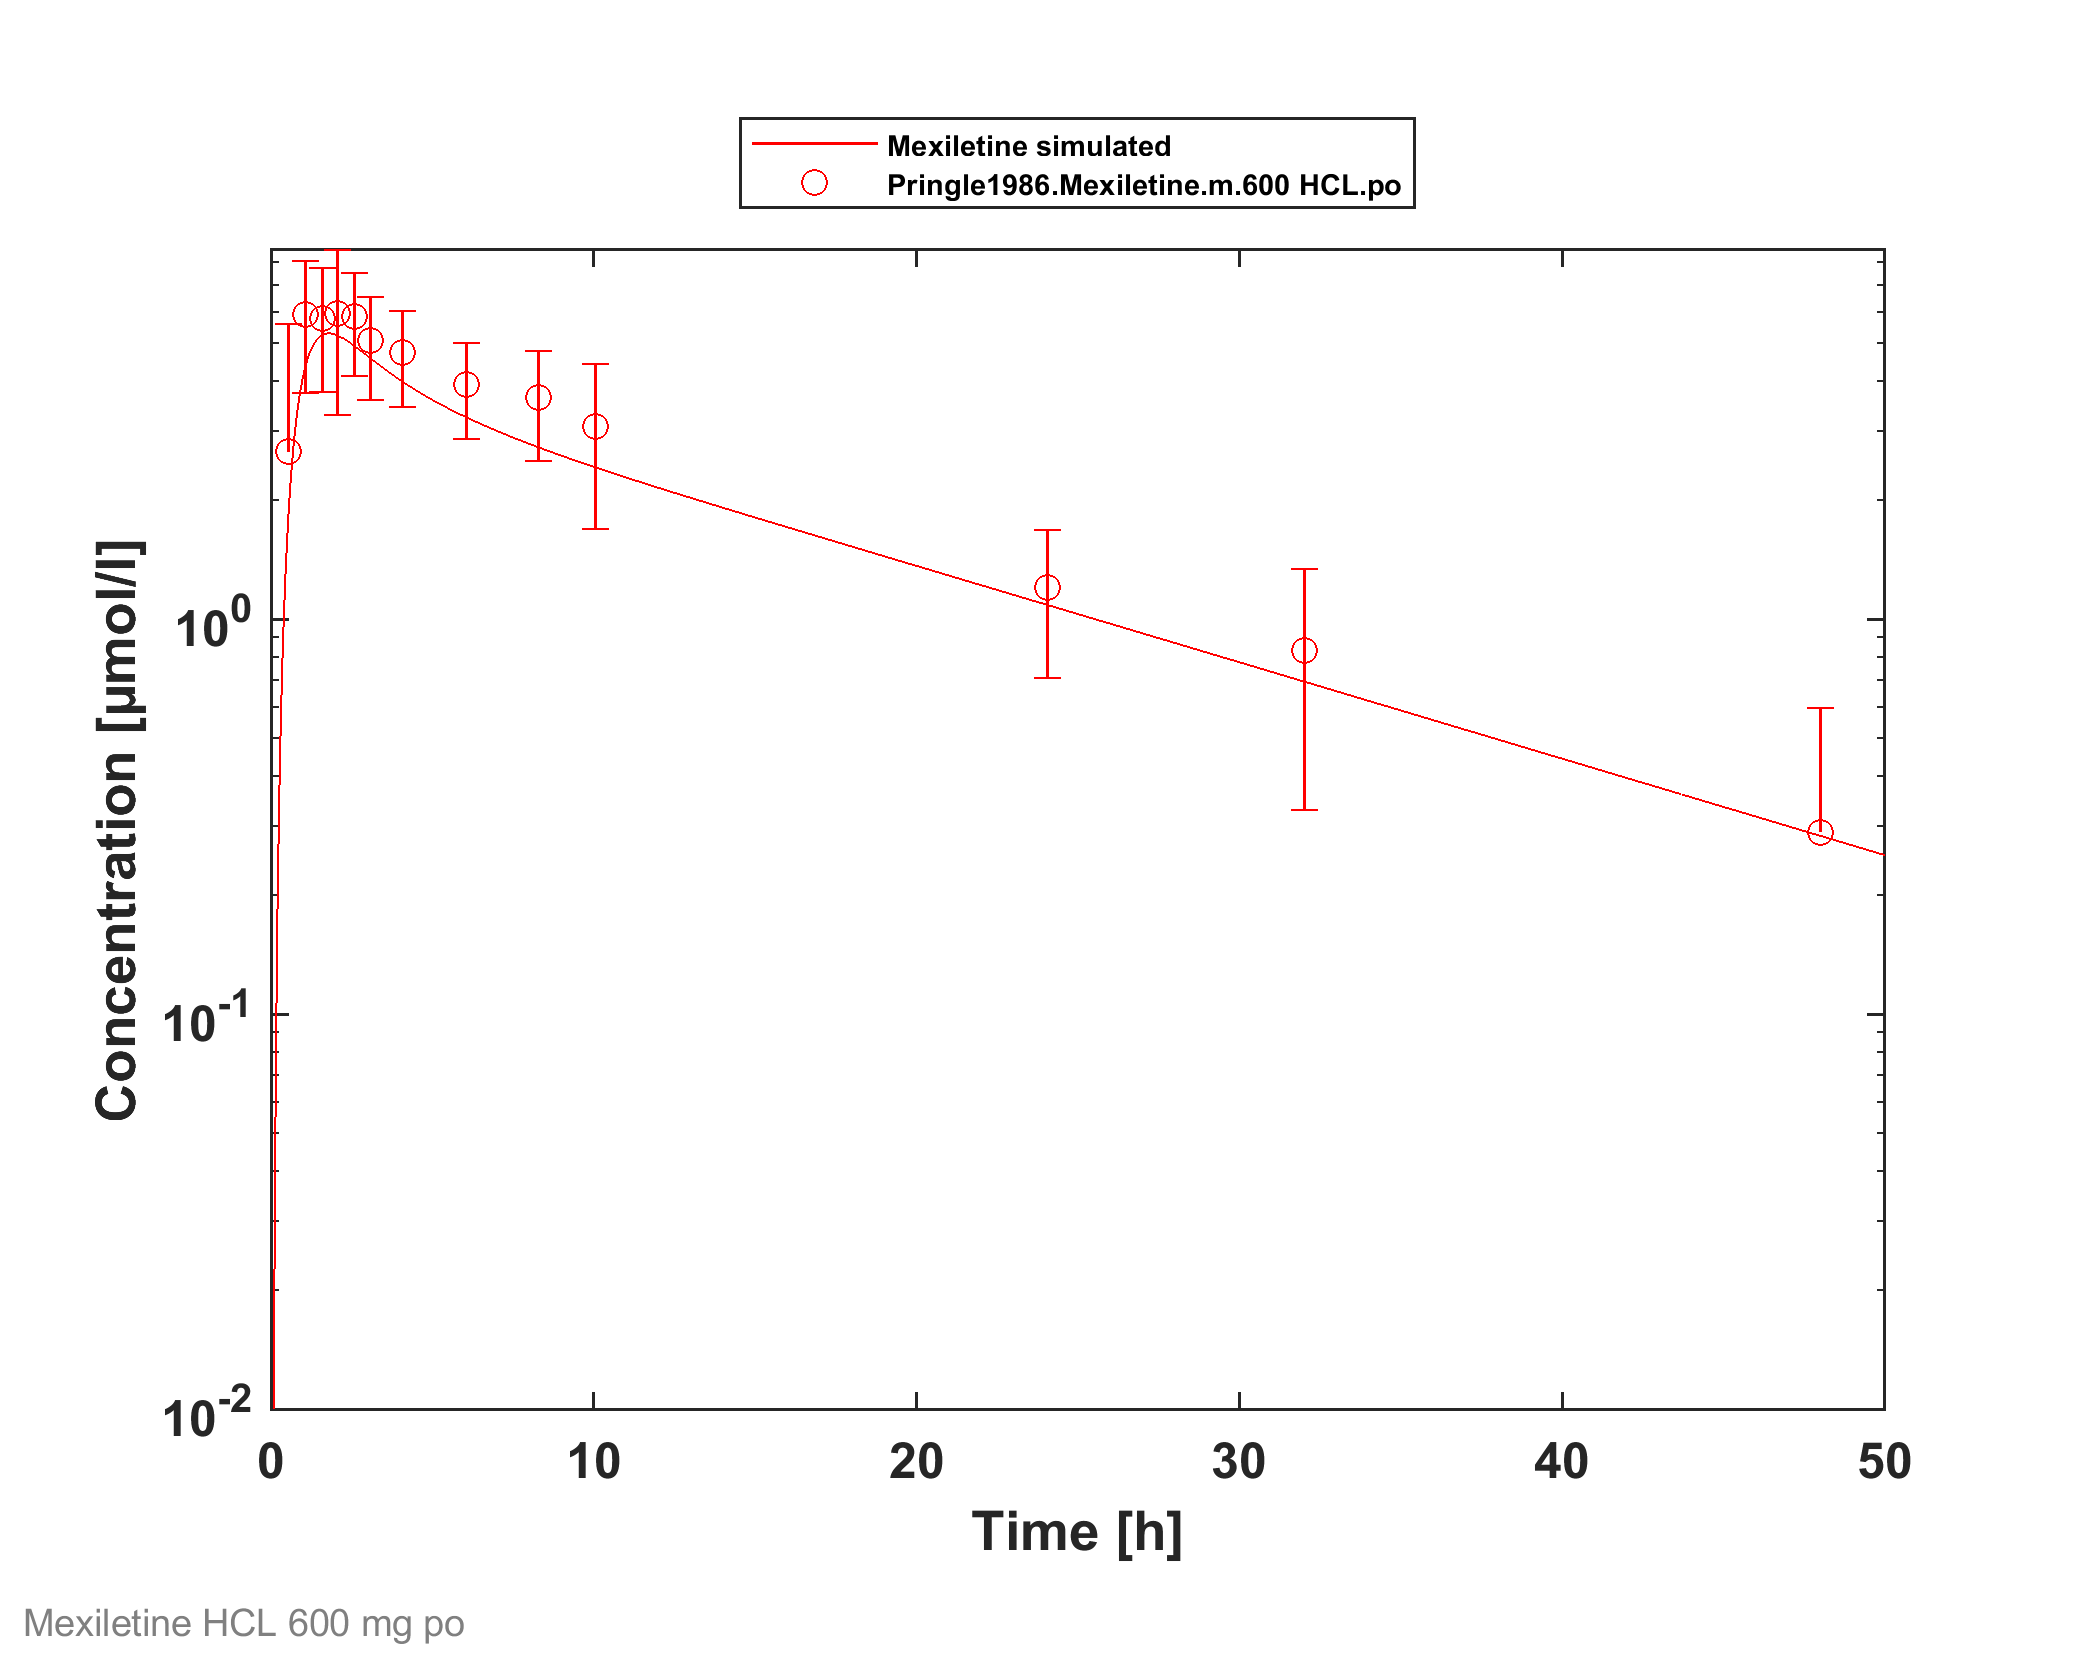 Mexiletine simulated
Pringle1986.Mexiletine.m.600 HCL.po
Concentration [µmol/l]
10^0
10^-1
10^-2
0 10 20 30 40 50
Time [h]
Mexiletine HCL 600 mg po